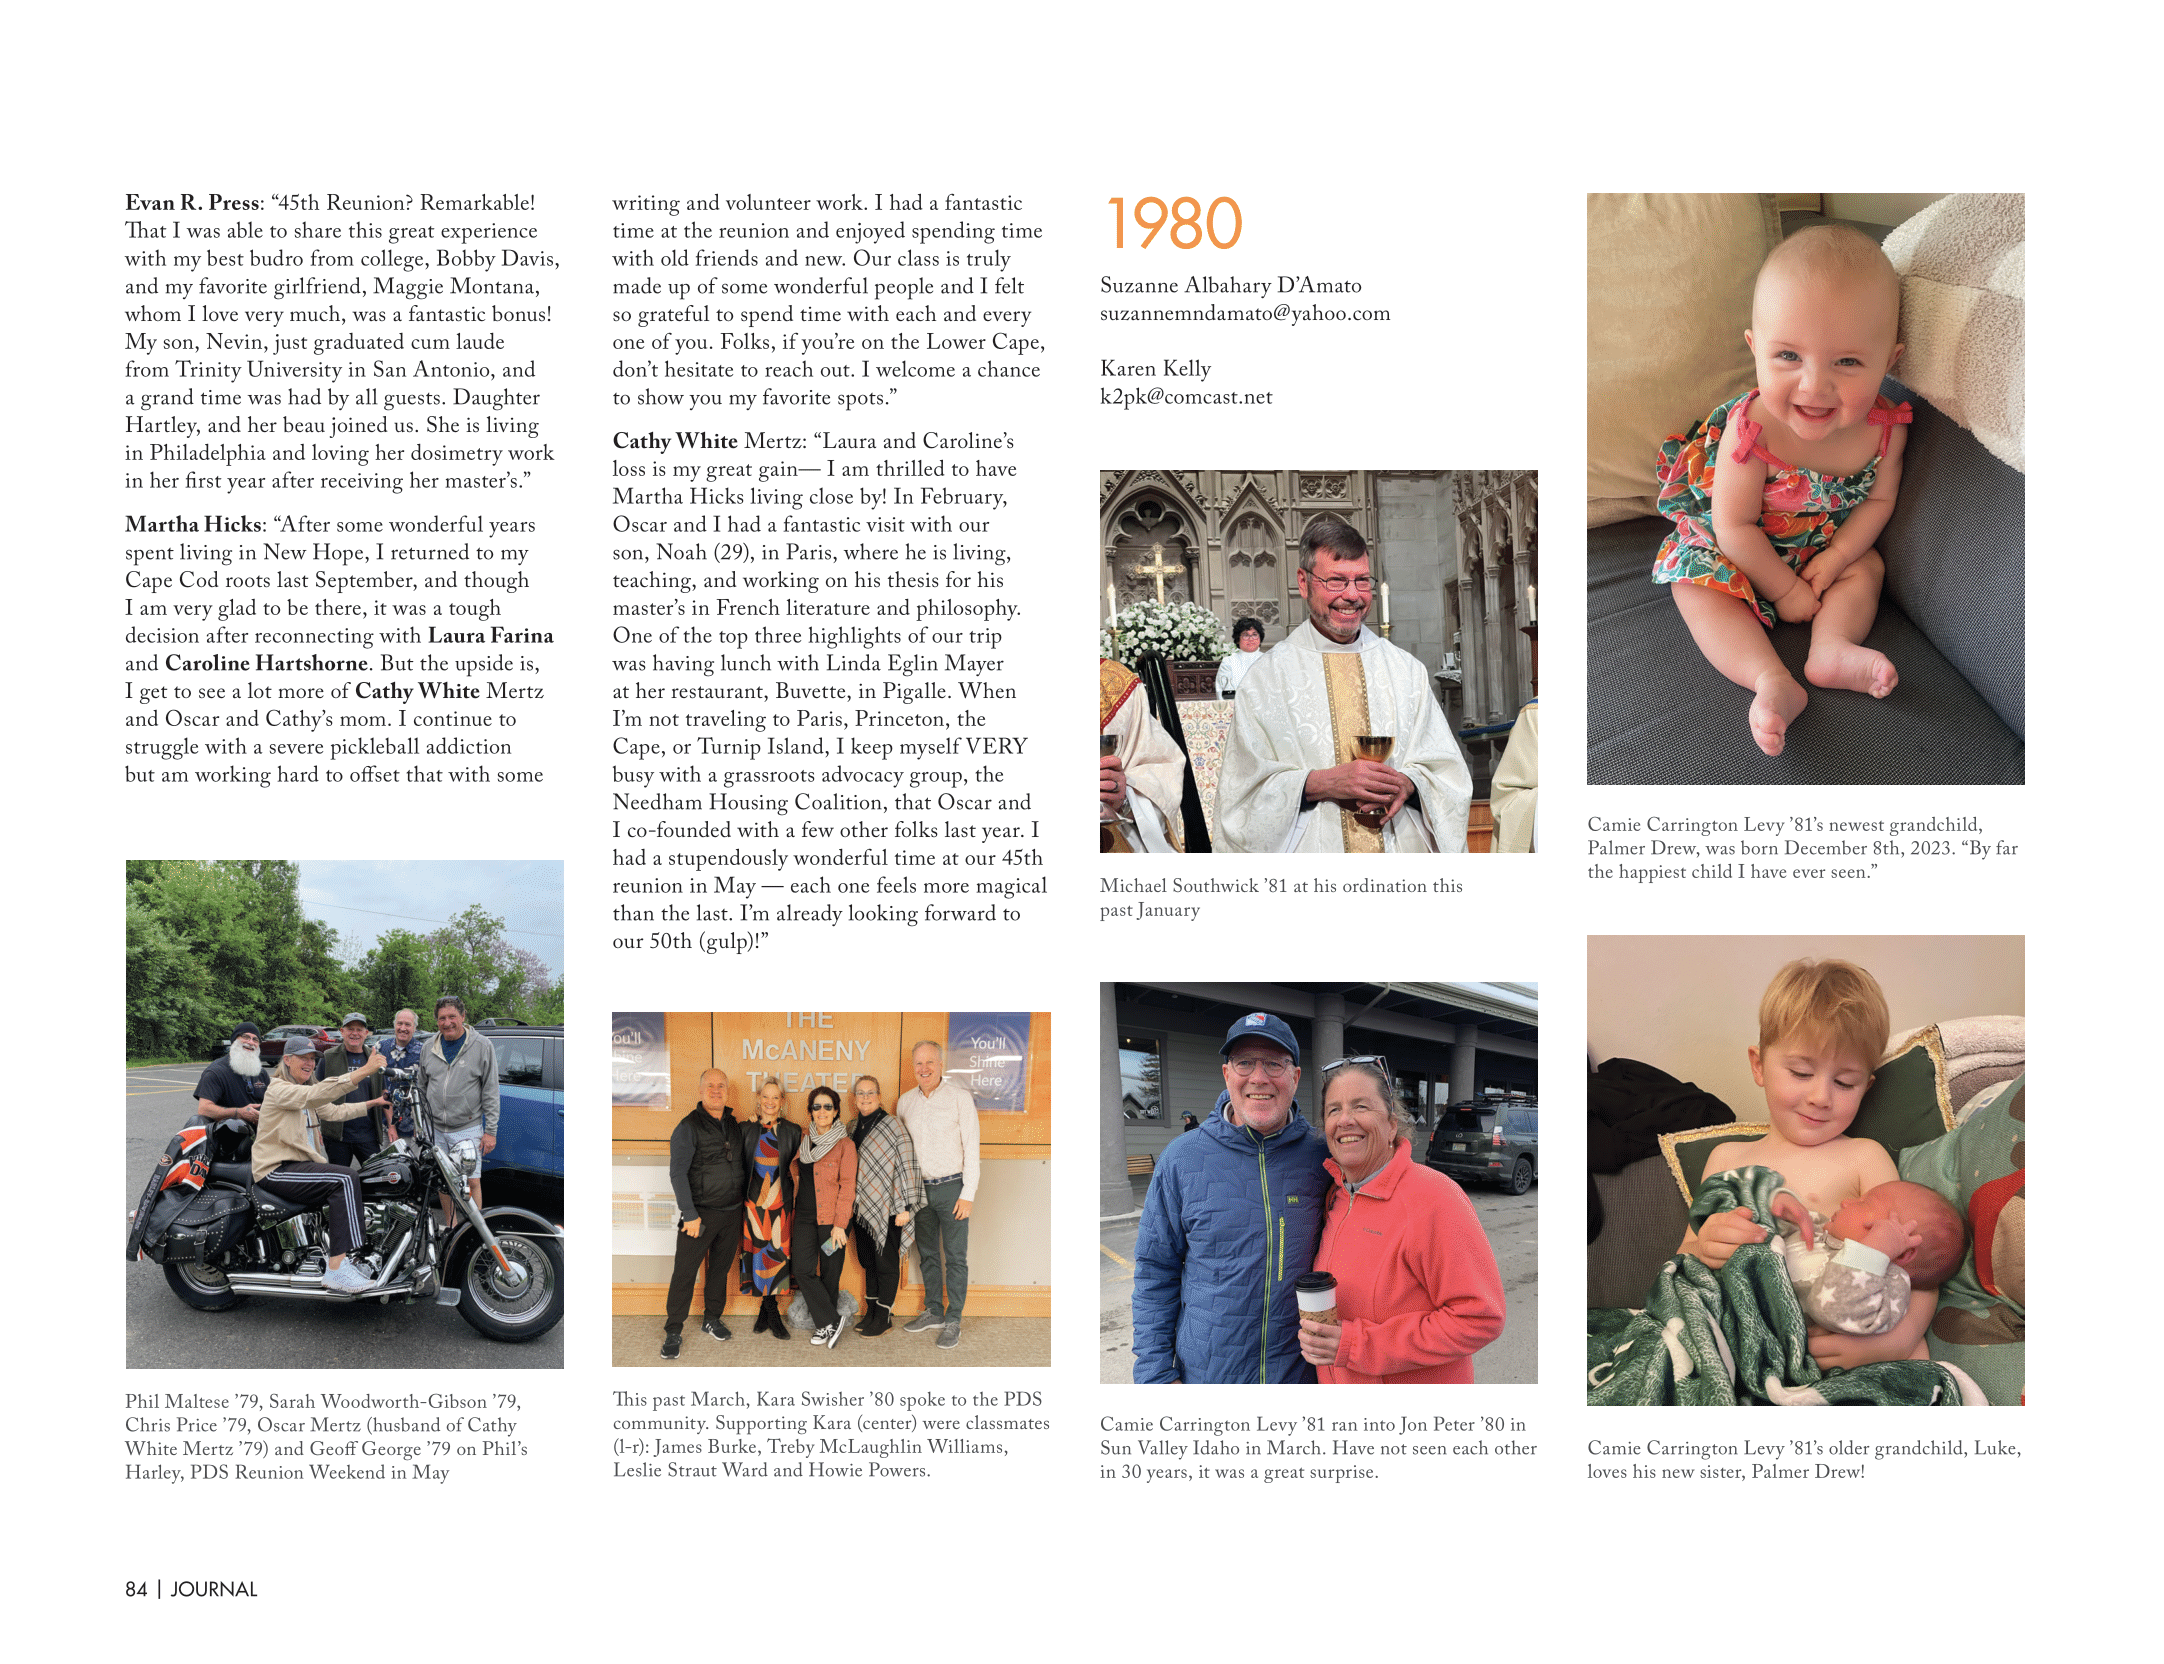 Evan R. Press: “45th Reunion? Remarkable!
That I was able to share this great experience
with my best budro from college, Bobby Davis,
and my favorite girlfriend, Maggie Montana,
whom I love very much, was a fantastic bonus!
My son, Nevin, just graduated cum laude
from Trinity University in San Antonio, and
a grand time was had by all guests. Daughter
Hartley, and her beau joined us. She is living
in Philadelphia and loving her dosimetry work
in her first year after receiving her master’s.”
Martha Hicks: “After some wonderful years
spent living in New Hope, I returned to my
Cape Cod roots last September, and though
I am very glad to be there, it was a tough
decision after reconnecting with Laura Farina
and Caroline Hartshorne. But the upside is,
I get to see a lot more of Cathy White Mertz
and Oscar and Cathy’s mom. I continue to
struggle with a severe pickleball addiction
but am working hard to offset that with some
Phil Maltese ’79, Sarah Woodworth-Gibson ’79,
Chris Price ’79, Oscar Mertz (husband of Cathy
White Mertz ’79) and Geoff George ’79 on Phil’s
Harley, PDS Reunion Weekend in May
writing and volunteer work. I had a fantastic
time at the reunion and enjoyed spending time
with old friends and new. Our class is truly
made up of some wonderful people and I felt
so grateful to spend time with each and every
one of you. Folks, if you’re on the Lower Cape,
don’t hesitate to reach out. I welcome a chance
to show you my favorite spots.”
Cathy White Mertz: “Laura and Caroline’s
loss is my great gain— I am thrilled to have
Martha Hicks living close by! In February,
Oscar and I had a fantastic visit with our
son, Noah (29), in Paris, where he is living,
teaching, and working on his thesis for his
master’s in French literature and philosophy.
One of the top three highlights of our trip
was having lunch with Linda Eglin Mayer
at her restaurant, Buvette, in Pigalle. When
I’m not traveling to Paris, Princeton, the
Cape, or Turnip Island, I keep myself VERY
busy with a grassroots advocacy group, the
Needham Housing Coalition, that Oscar and
I co-founded with a few other folks last year. I
had a stupendously wonderful time at our 45th
reunion in May — each one feels more magical
than the last. I’m already looking forward to
our 50th (gulp)!”
THE
McANENY
THEATER
You’ll
Shine
Here
This past March, Kara Swisher ’80 spoke to the PDS
community. Supporting Kara (center) were classmates
(l-r): James Burke, Treby McLaughlin Williams,
Leslie Straut Ward and Howie Powers.
1980
Suzanne Albahary D’Amato
suzannemndamato@yahoo.com
Karen Kelly
k2pk@comcast.net
Michael Southwick ’81 at his ordination this
past January
HH
Camie Carrington Levy ’81 ran into Jon Peter ’80 in
Sun Valley Idaho in March. Have not seen each other
in 30 years, it was a great surprise.
Camie Carrington Levy ’81’s newest grandchild,
Palmer Drew, was born December 8th, 2023. “By far
the happiest child I have ever seen.”
Camie Carrington Levy ’81’s older grandchild, Luke,
loves his new sister, Palmer Drew!
84 | JOURNAL